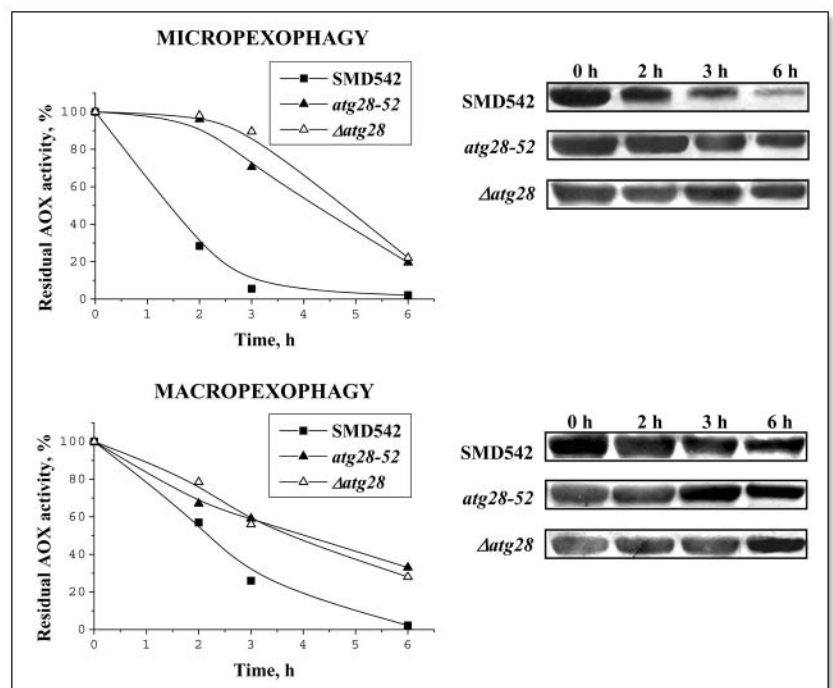 MICROPEXOPHAGY
SMD542
atg28-52
Δatg28
Residual AOX activity, %
100
80
60
40
20
0
0 1 2 3 4 5 6
Time, h
0 h 2 h 3 h 6 h
SMD542
atg28-52
Δatg28
MACROPEXOPHAGY
SMD542
atg28-52
Δatg28
Residual AOX activity, %
100
80
60
40
20
0
0 1 2 3 4 5 6
Time, h
0 h 2 h 3 h 6 h
SMD542
atg28-52
Δatg28